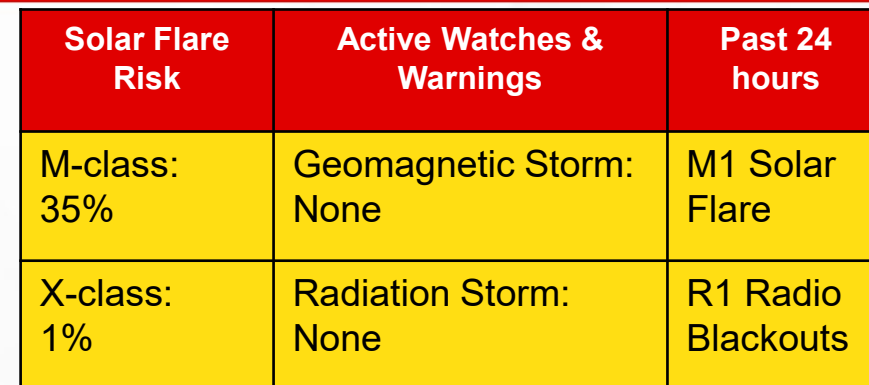 Solar Flare
Risk
Active Watches &
Warnings
Past 24
hours
M-class:
35%
Geomagnetic Storm:
None
M1 Solar
Flare
X-class:
1%
Radiation Storm:
None
R1 Radio
Blackouts